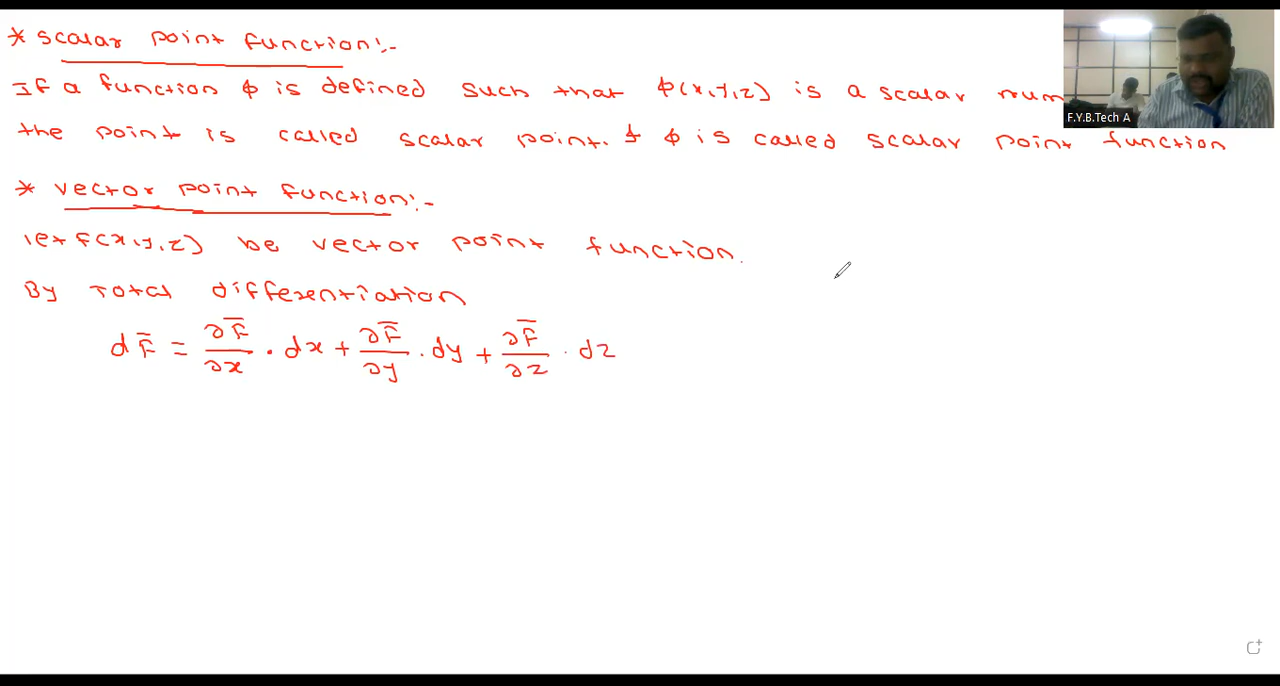 * scalar point function:-
If a function ϕ is defined such that ϕ(x,y,z) is a scalar num
the point is called scalar point. & ϕ is called scalar point function
* vector point function:-
let F(x,y,z) be vector point function.
By Total differentiation
dF̅ = ∂F̅/∂x · dx + ∂F̅/∂y · dy + ∂F̅/∂z · dz
F.Y.B.Tech A